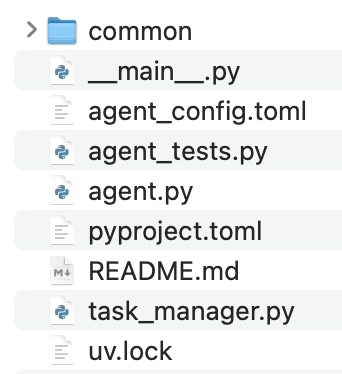 common
__main__.py
agent_config.toml
agent_tests.py
agent.py
pyproject.toml
M↓ README.md
task_manager.py
uv.lock